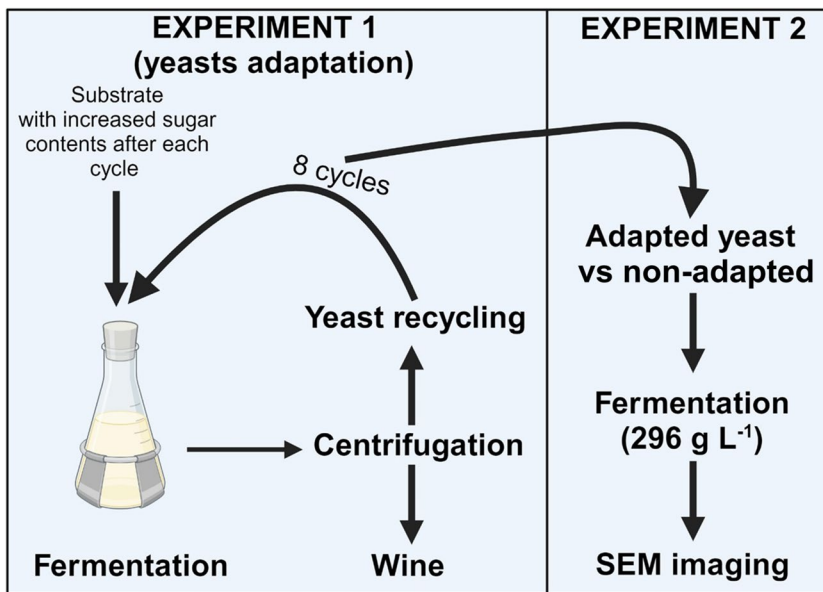 EXPERIMENT 1
(yeasts adaptation)
Substrate
with increased sugar
contents after each
cycle
8 cycles
Yeast recycling
Centrifugation
Fermentation
Wine
EXPERIMENT 2
Adapted yeast
vs non-adapted
Fermentation
(296 g L⁻¹)
SEM imaging